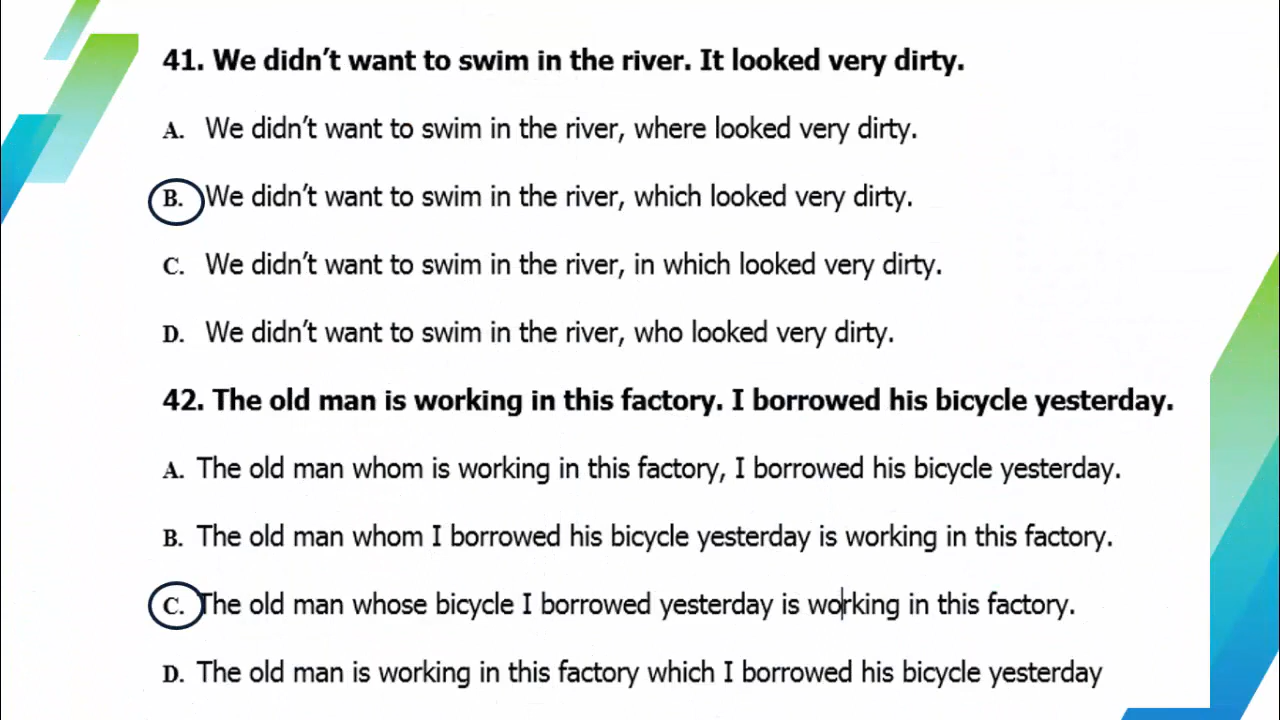 41. We didn't want to swim in the river. It looked very dirty.
A. We didn't want to swim in the river, where looked very dirty.
B. We didn't want to swim in the river, which looked very dirty.
C. We didn't want to swim in the river, in which looked very dirty.
D. We didn't want to swim in the river, who looked very dirty.
42. The old man is working in this factory. I borrowed his bicycle yesterday.
A. The old man whom is working in this factory, I borrowed his bicycle yesterday.
B. The old man whom I borrowed his bicycle yesterday is working in this factory.
C. The old man whose bicycle I borrowed yesterday is working in this factory.
D. The old man is working in this factory which I borrowed his bicycle yesterday